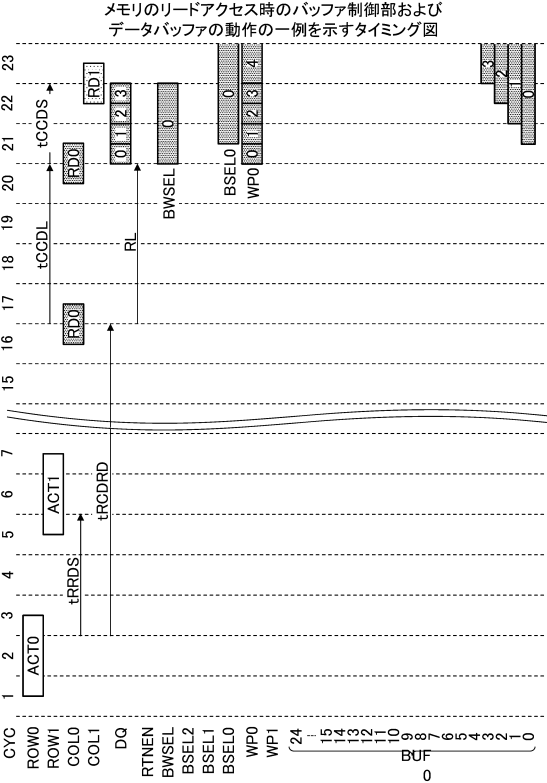 メモリのリードアクセス時のバッファ制御部および
データバッファの動作の一例を示すタイミング図
CYC 1 2 3 4 5 6 7 15 16 17 18 19 20 21 22 23
ROW0 ACT0
ROW1 ACT1 tCCDL tCCDS
COL0 tRRDS RD0 RD0
COL1 RD1
DQ tRCDRD 0 1 2 3
RL
RTNEN
BWSEL BWSEL 0
BSEL2
BSEL1
BSEL0 BSEL0 0
WP0 WP0 0 1 2 3 4
WP1
BUF
0
24
⁞
15
14
13
12
11
10
9
8
7
6
5
4
3 3
2 2
1 1
0 0